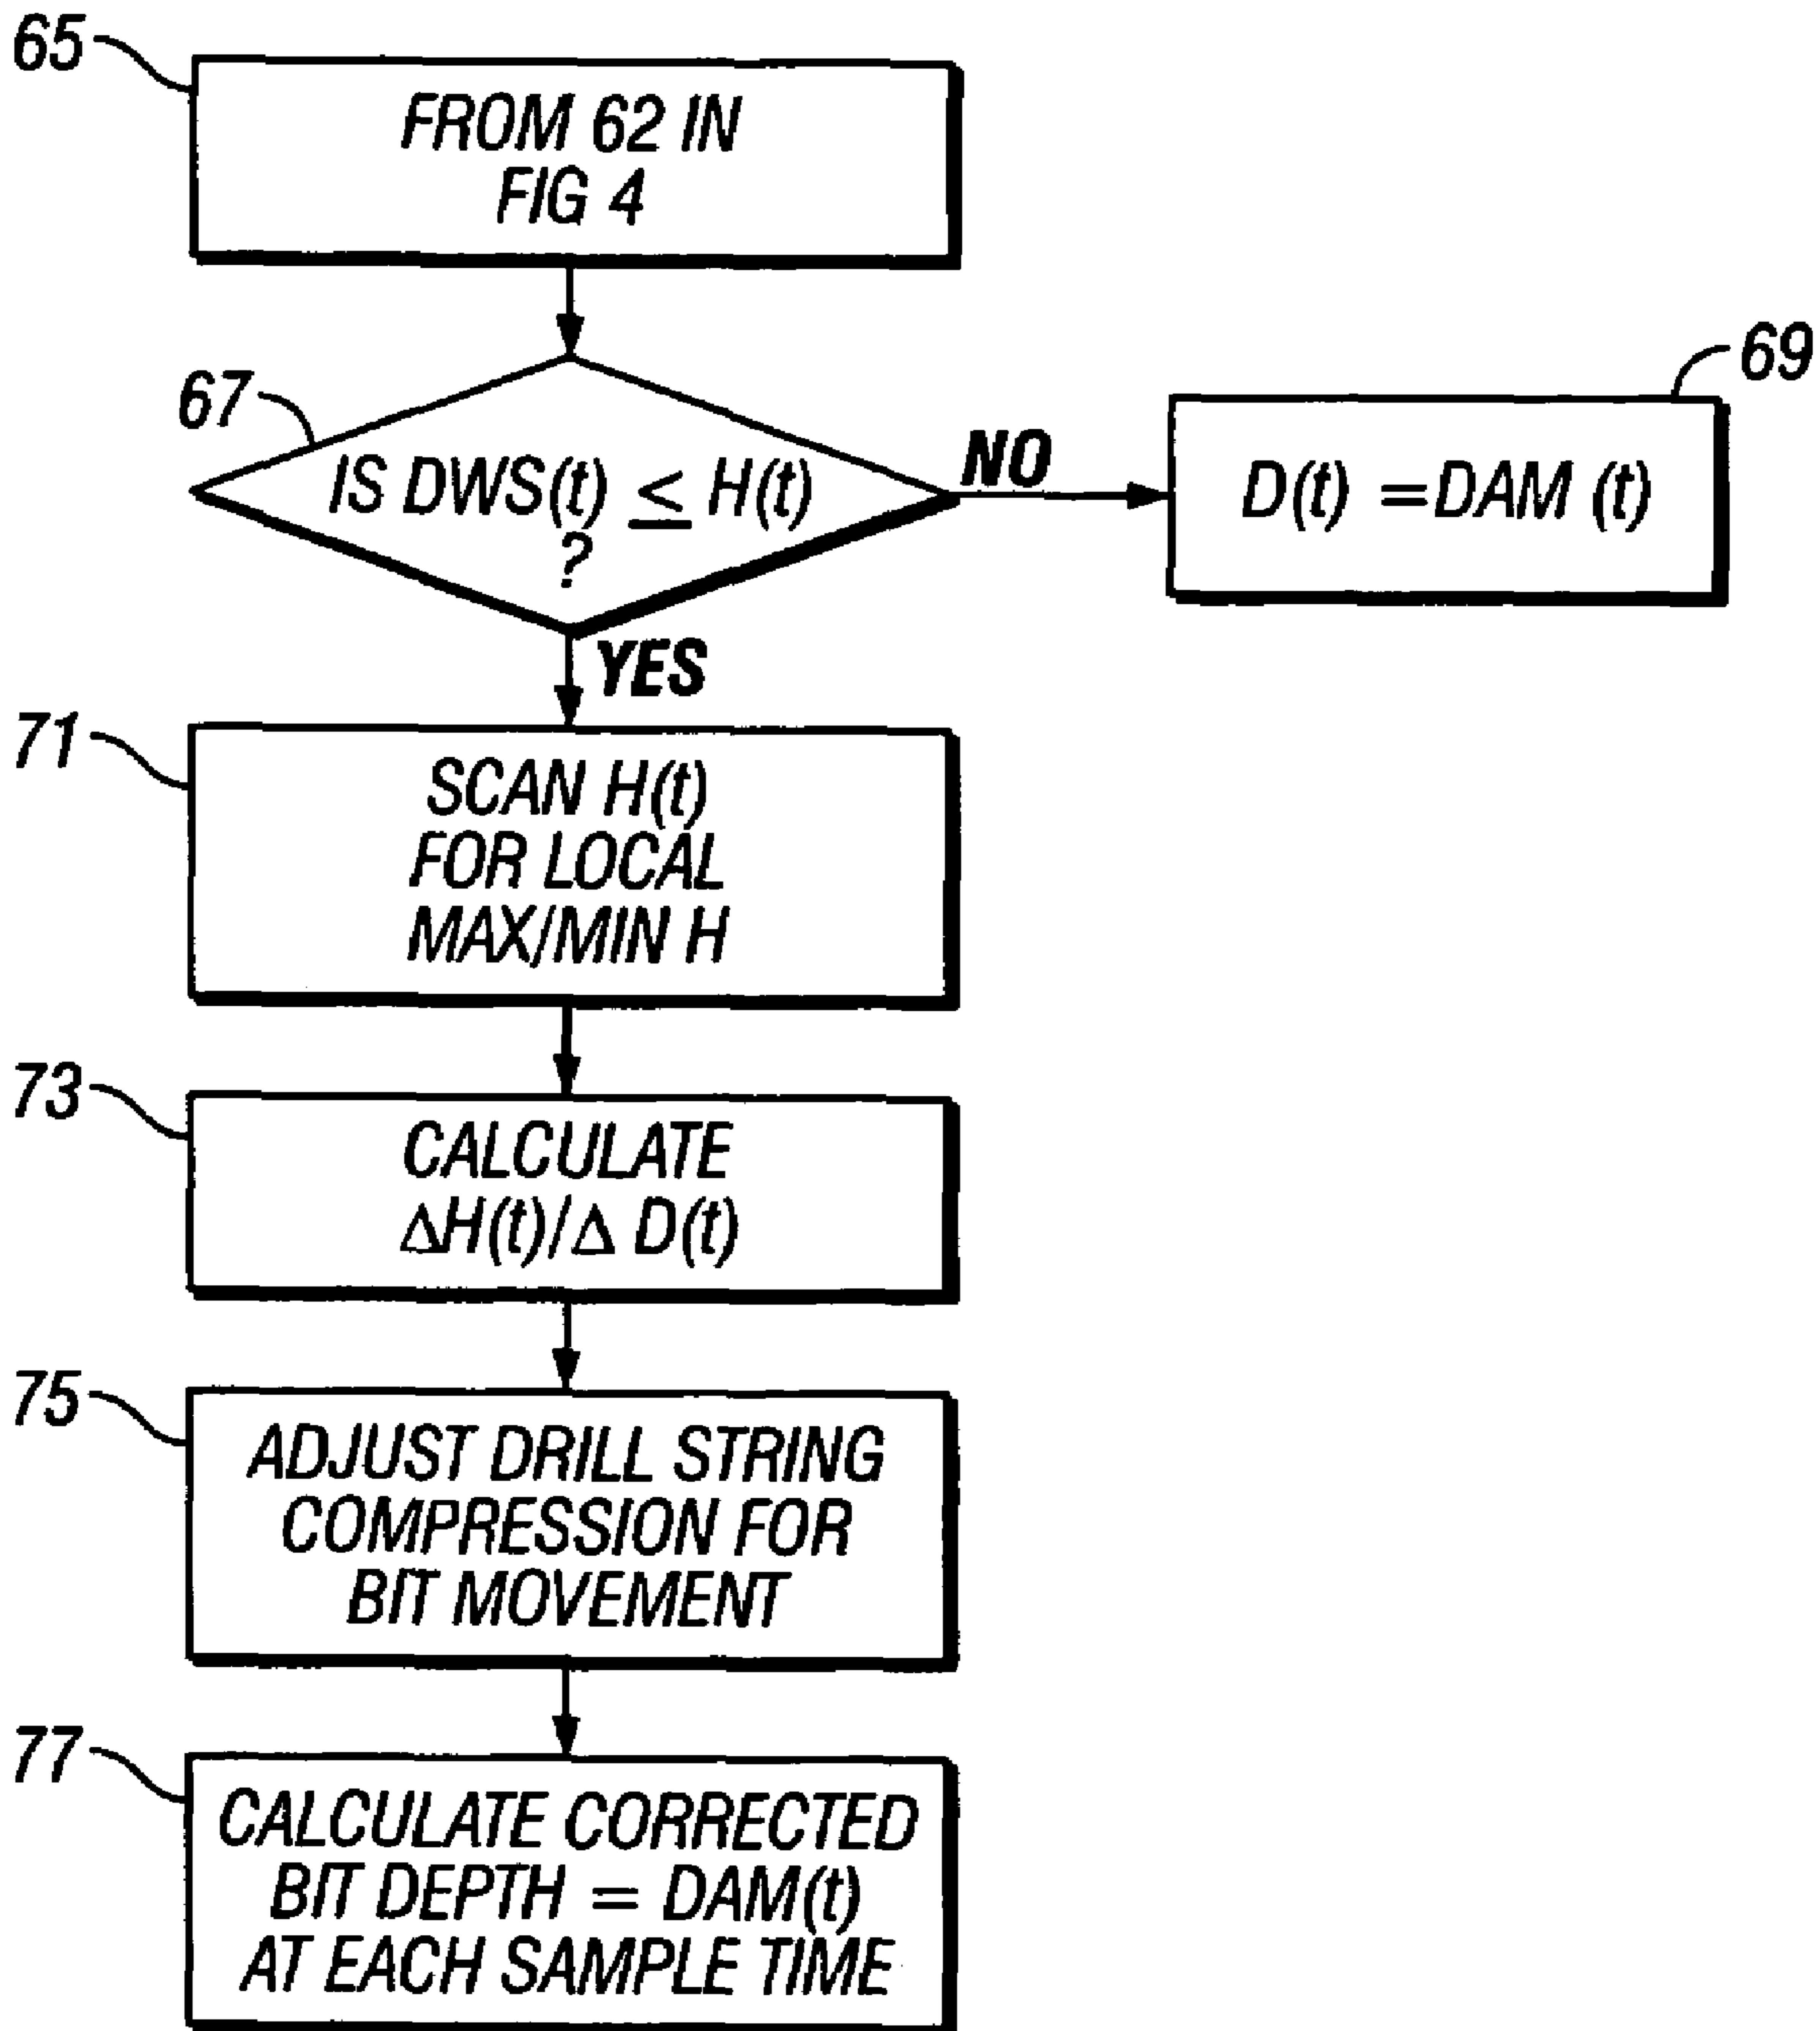 65
FROM 62 IN
FIG 4
67
IS DWS(t) ≤ H(t)
?
NO
69
D(t) =DAM (t)
YES
71
SCAN H(t)
FOR LOCAL
MAX/MIN H
73
CALCULATE
ΔH(t)/Δ D(t)
75
ADJUST DRILL STRING
COMPRESSION FOR
BIT MOVEMENT
77
CALCULATE CORRECTED
BIT DEPTH = DAM(t)
AT EACH SAMPLE TIME